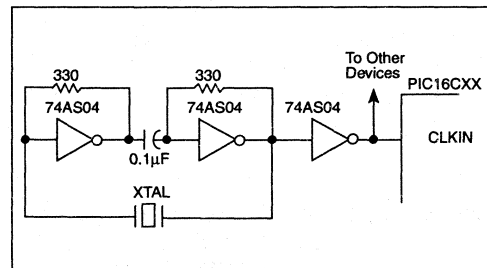 To Other
Devices
330
330
PIC16CXX
74AS04
74AS04
74AS04
CLKIN
0.1µF
XTAL